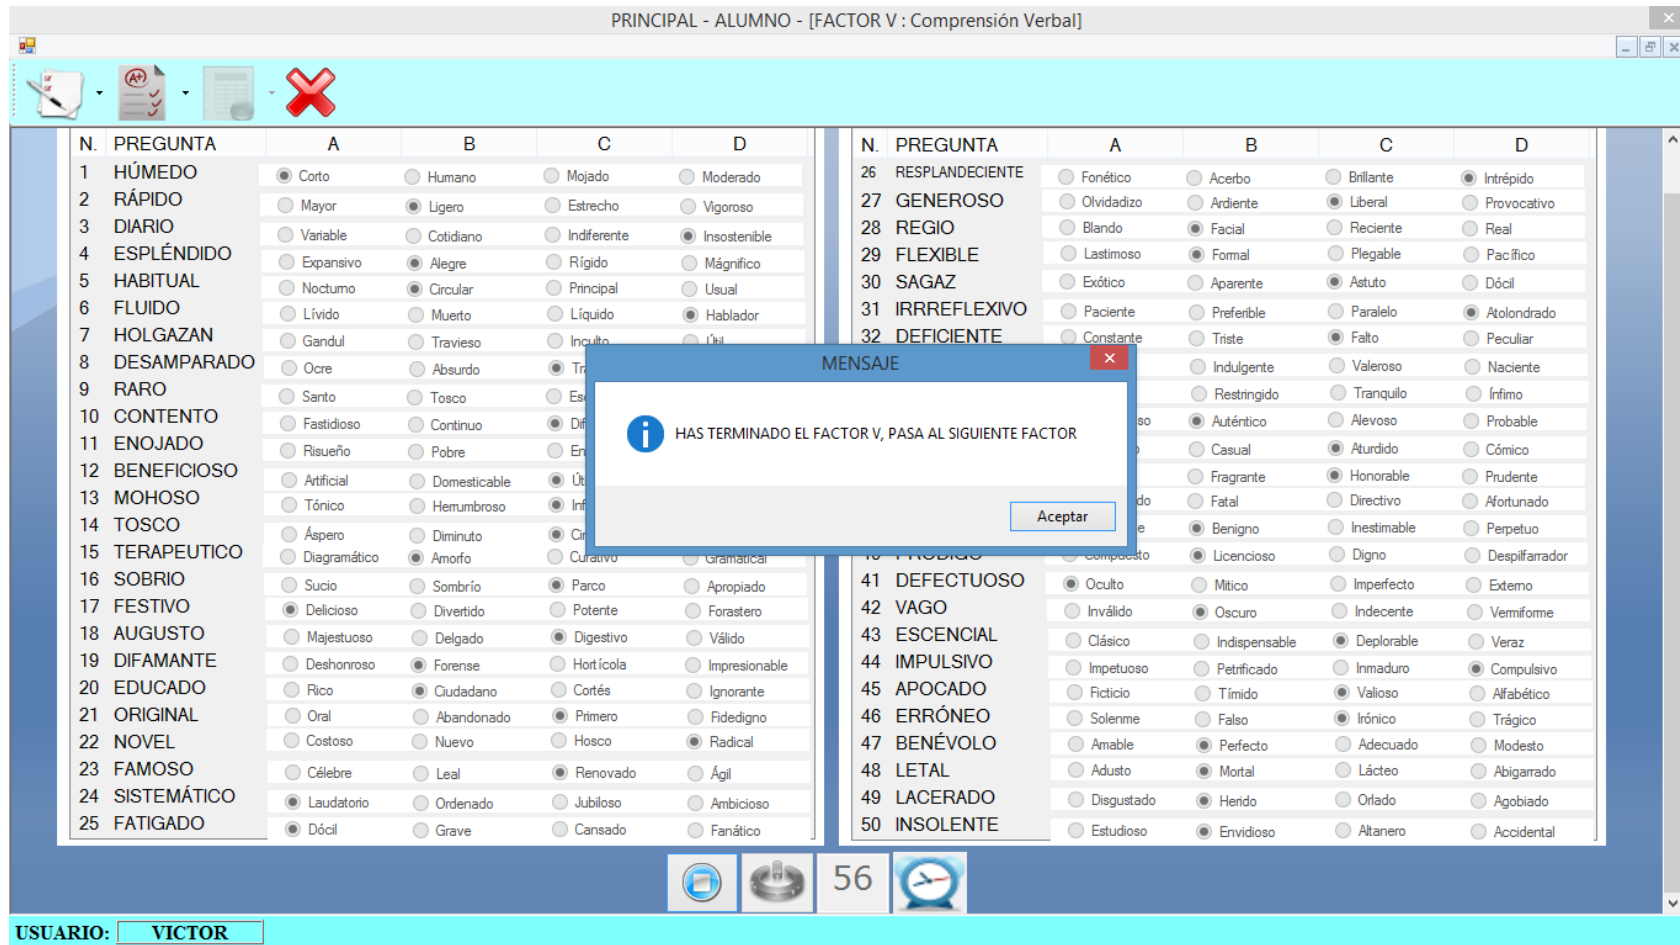 PRINCIPAL - ALUMNO - [FACTOR V : Comprensión Verbal]
N. PREGUNTA A B C D
1 HÚMEDO Corto Humano Mojado Moderado
2 RÁPIDO Mayor Ligero Estrecho Vigoroso
3 DIARIO Variable Cotidiano Indiferente Insostenible
4 ESPLÉNDIDO Expansivo Alegre Rígido Mágnifico
5 HABITUAL Nocturno Circular Principal Usual
6 FLUIDO Lívido Muerto Líquido Hablador
7 HOLGAZAN Gandul Travieso Inculto Útil
8 DESAMPARADO Ocre Absurdo
9 RARO Santo Tosco
10 CONTENTO Fastidioso Continuo
11 ENOJADO Risueño Pobre
12 BENEFICIOSO Artificial Domesticable
13 MOHOSO Tónico Herrumbroso
14 TOSCO Áspero Diminuto
15 TERAPEUTICO Diagramático Amorfo Curativo Gramatical
16 SOBRIO Sucio Sombrío Parco Apropiado
17 FESTIVO Delicioso Divertido Potente Forastero
18 AUGUSTO Majestuoso Delgado Digestivo Válido
19 DIFAMANTE Deshonroso Forense Hortícola Impresionable
20 EDUCADO Rico Ciudadano Cortés Ignorante
21 ORIGINAL Oral Abandonado Primero Fidedigno
22 NOVEL Costoso Nuevo Hosco Radical
23 FAMOSO Célebre Leal Renovado Ágil
24 SISTEMÁTICO Laudatorio Ordenado Jubiloso Ambicioso
25 FATIGADO Dócil Grave Cansado Fanático
N. PREGUNTA A B C D
26 RESPLANDECIENTE Fonético Acerbo Brillante Intrépido
27 GENEROSO Olvidadizo Ardiente Liberal Provocativo
28 REGIO Blando Facial Reciente Real
29 FLEXIBLE Lastimoso Formal Plegable Pacífico
30 SAGAZ Exótico Aparente Astuto Dócil
31 IRRREFLEXIVO Paciente Preferible Paralelo Atolondrado
32 DEFICIENTE Constante Triste Falto Peculiar
Indulgente Valeroso Naciente
Restringido Tranquilo Ínfimo
Auténtico Alevoso Probable
Casual Aturdido Cómico
Fragrante Honorable Prudente
Fatal Directivo Afortunado
Benigno Inestimable Perpetuo
Licencioso Digno Despilfarrador
41 DEFECTUOSO Oculto Mitico Imperfecto Externo
42 VAGO Inválido Oscuro Indecente Vermiforme
43 ESCENCIAL Clásico Indispensable Deplorable Veraz
44 IMPULSIVO Impetuoso Petrificado Inmaduro Compulsivo
45 APOCADO Ficticio Tímido Valioso Alfabético
46 ERRÓNEO Solenme Falso Irónico Trágico
47 BENÉVOLO Amable Perfecto Adecuado Modesto
48 LETAL Adusto Mortal Lácteo Abigarrado
49 LACERADO Disgustado Herido Orlado Agobiado
50 INSOLENTE Estudioso Envidioso Altanero Accidental
MENSAJE
HAS TERMINADO EL FACTOR V, PASA AL SIGUIENTE FACTOR
Aceptar
56
USUARIO: VICTOR